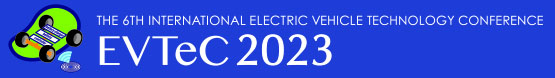 THE 6TH INTERNATIONAL ELECTRIC VEHICLE TECHNOLOGY CONFERENCE
EVTeC 2023